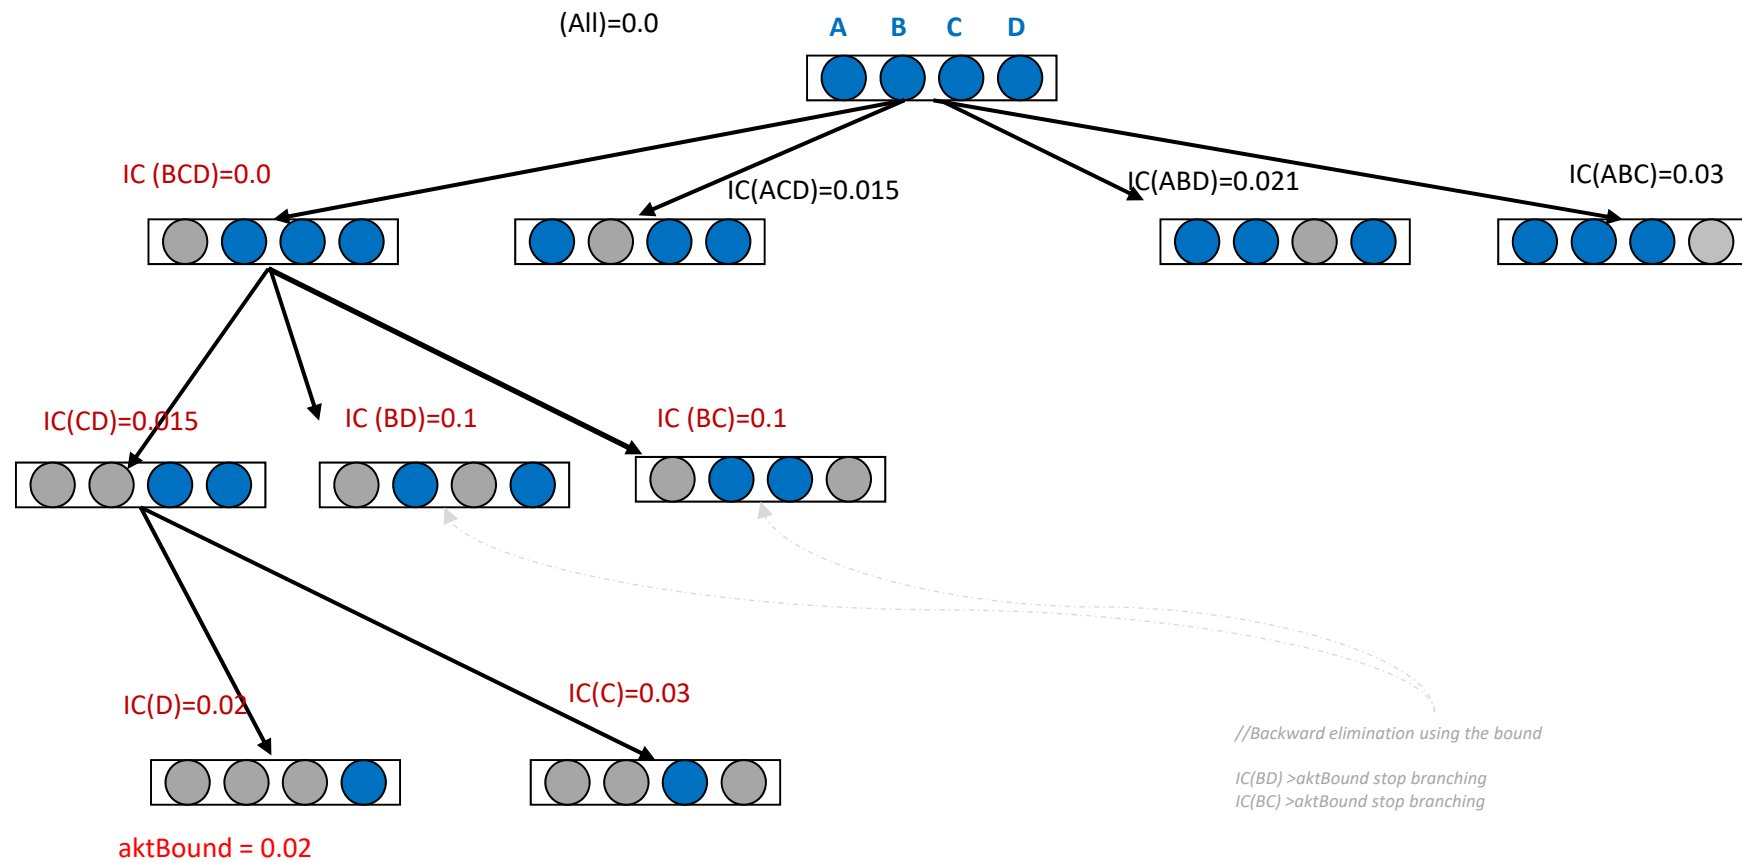 (All)=0.0
A B C D
IC (BCD)=0.0
IC(ACD)=0.015
IC(ABD)=0.021
IC(ABC)=0.03
IC(CD)=0.015
IC (BD)=0.1
IC (BC)=0.1
IC(D)=0.02
IC(C)=0.03
//Backward elimination using the bound
IC(BD) >aktBound stop branching
IC(BC) >aktBound stop branching
aktBound = 0.02